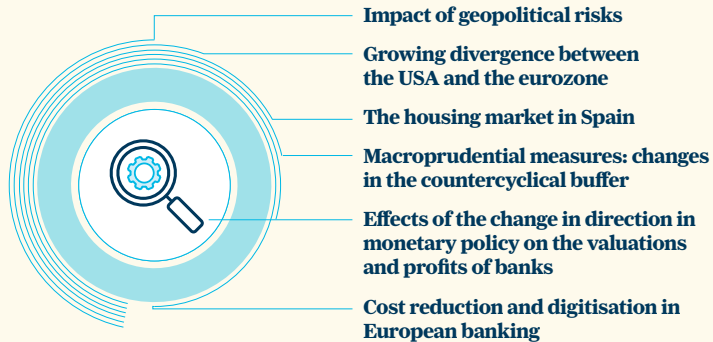 Impact of geopolitical risks
Growing divergence between
the USA and the eurozone
The housing market in Spain
Macroprudential measures: changes
in the countercyclical buffer
Effects of the change in direction in
monetary policy on the valuations
and profits of banks
Cost reduction and digitisation in
European banking